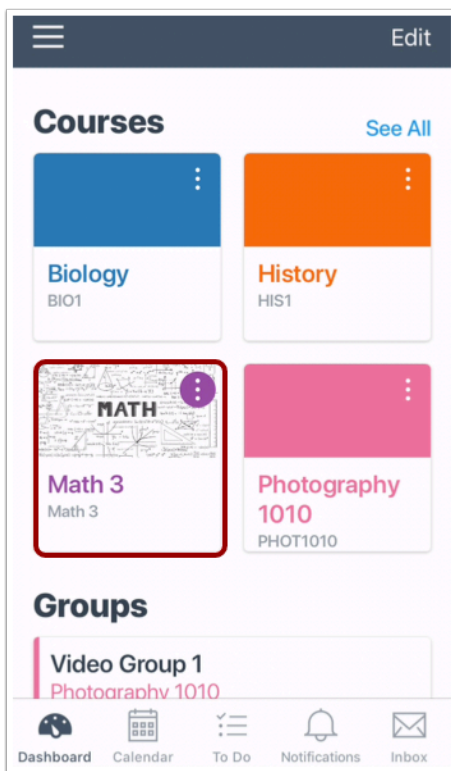 Edit
Courses
See All
Biology
BIO1
History
HIS1
MATH
Math 3
Math 3
Photography
1010
PHOT1010
Groups
Video Group 1
Photography 1010
Dashboard
Calendar
To Do
Notifications
Inbox